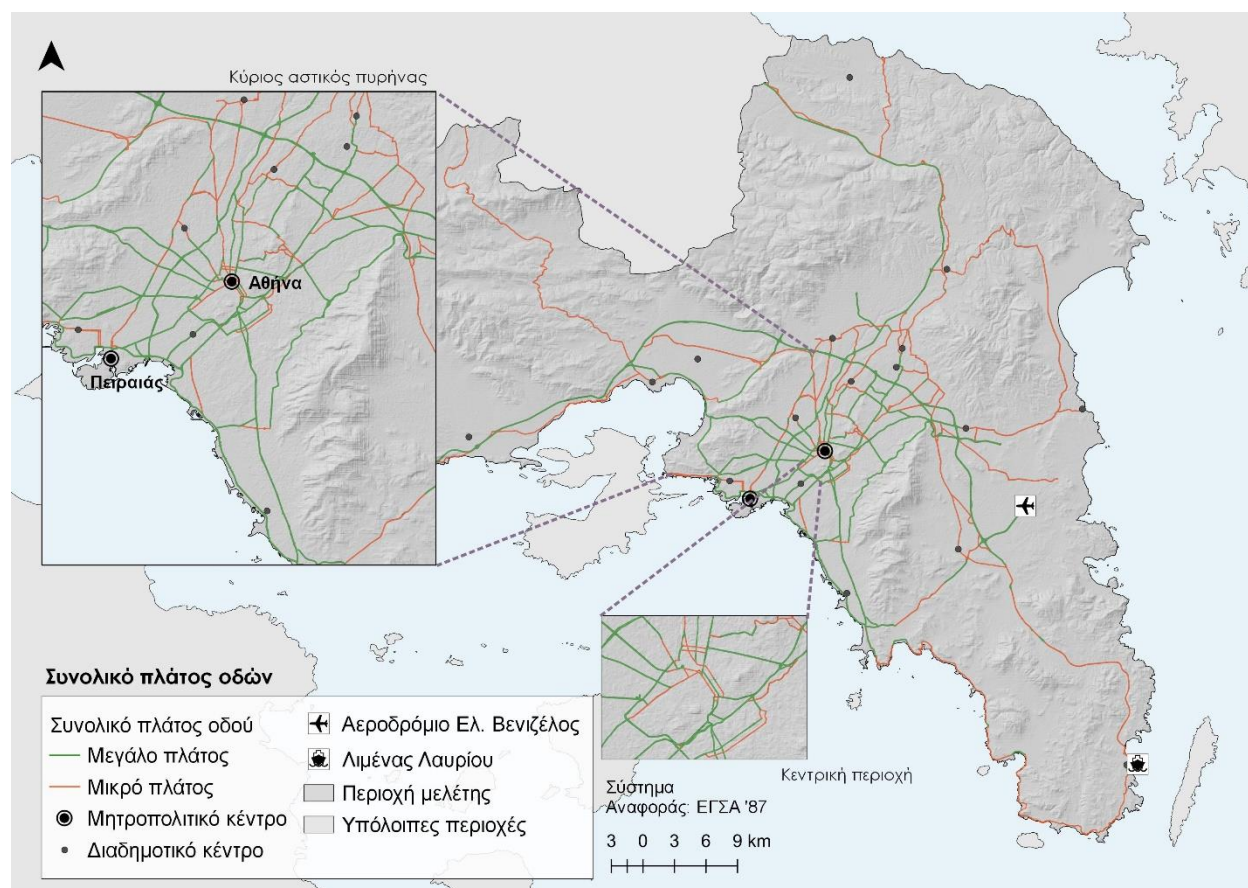 Κύριος αστικός πυρήνας
Αθήνα
Πειραιάς
Συνολικό πλάτος οδών
Συνολικό πλάτος οδού
Μεγάλο πλάτος
Μικρό πλάτος
Μητροπολιτικό κέντρο
Διαδημοτικό κέντρο
Αεροδρόμιο Ελ. Βενιζέλος
Λιμένας Λαυρίου
Περιοχή μελέτης
Υπόλοιπες περιοχές
Κεντρική περιοχή
Σύστημα
Αναφοράς: ΕΓΣΑ '87
3 0 3 6 9 km